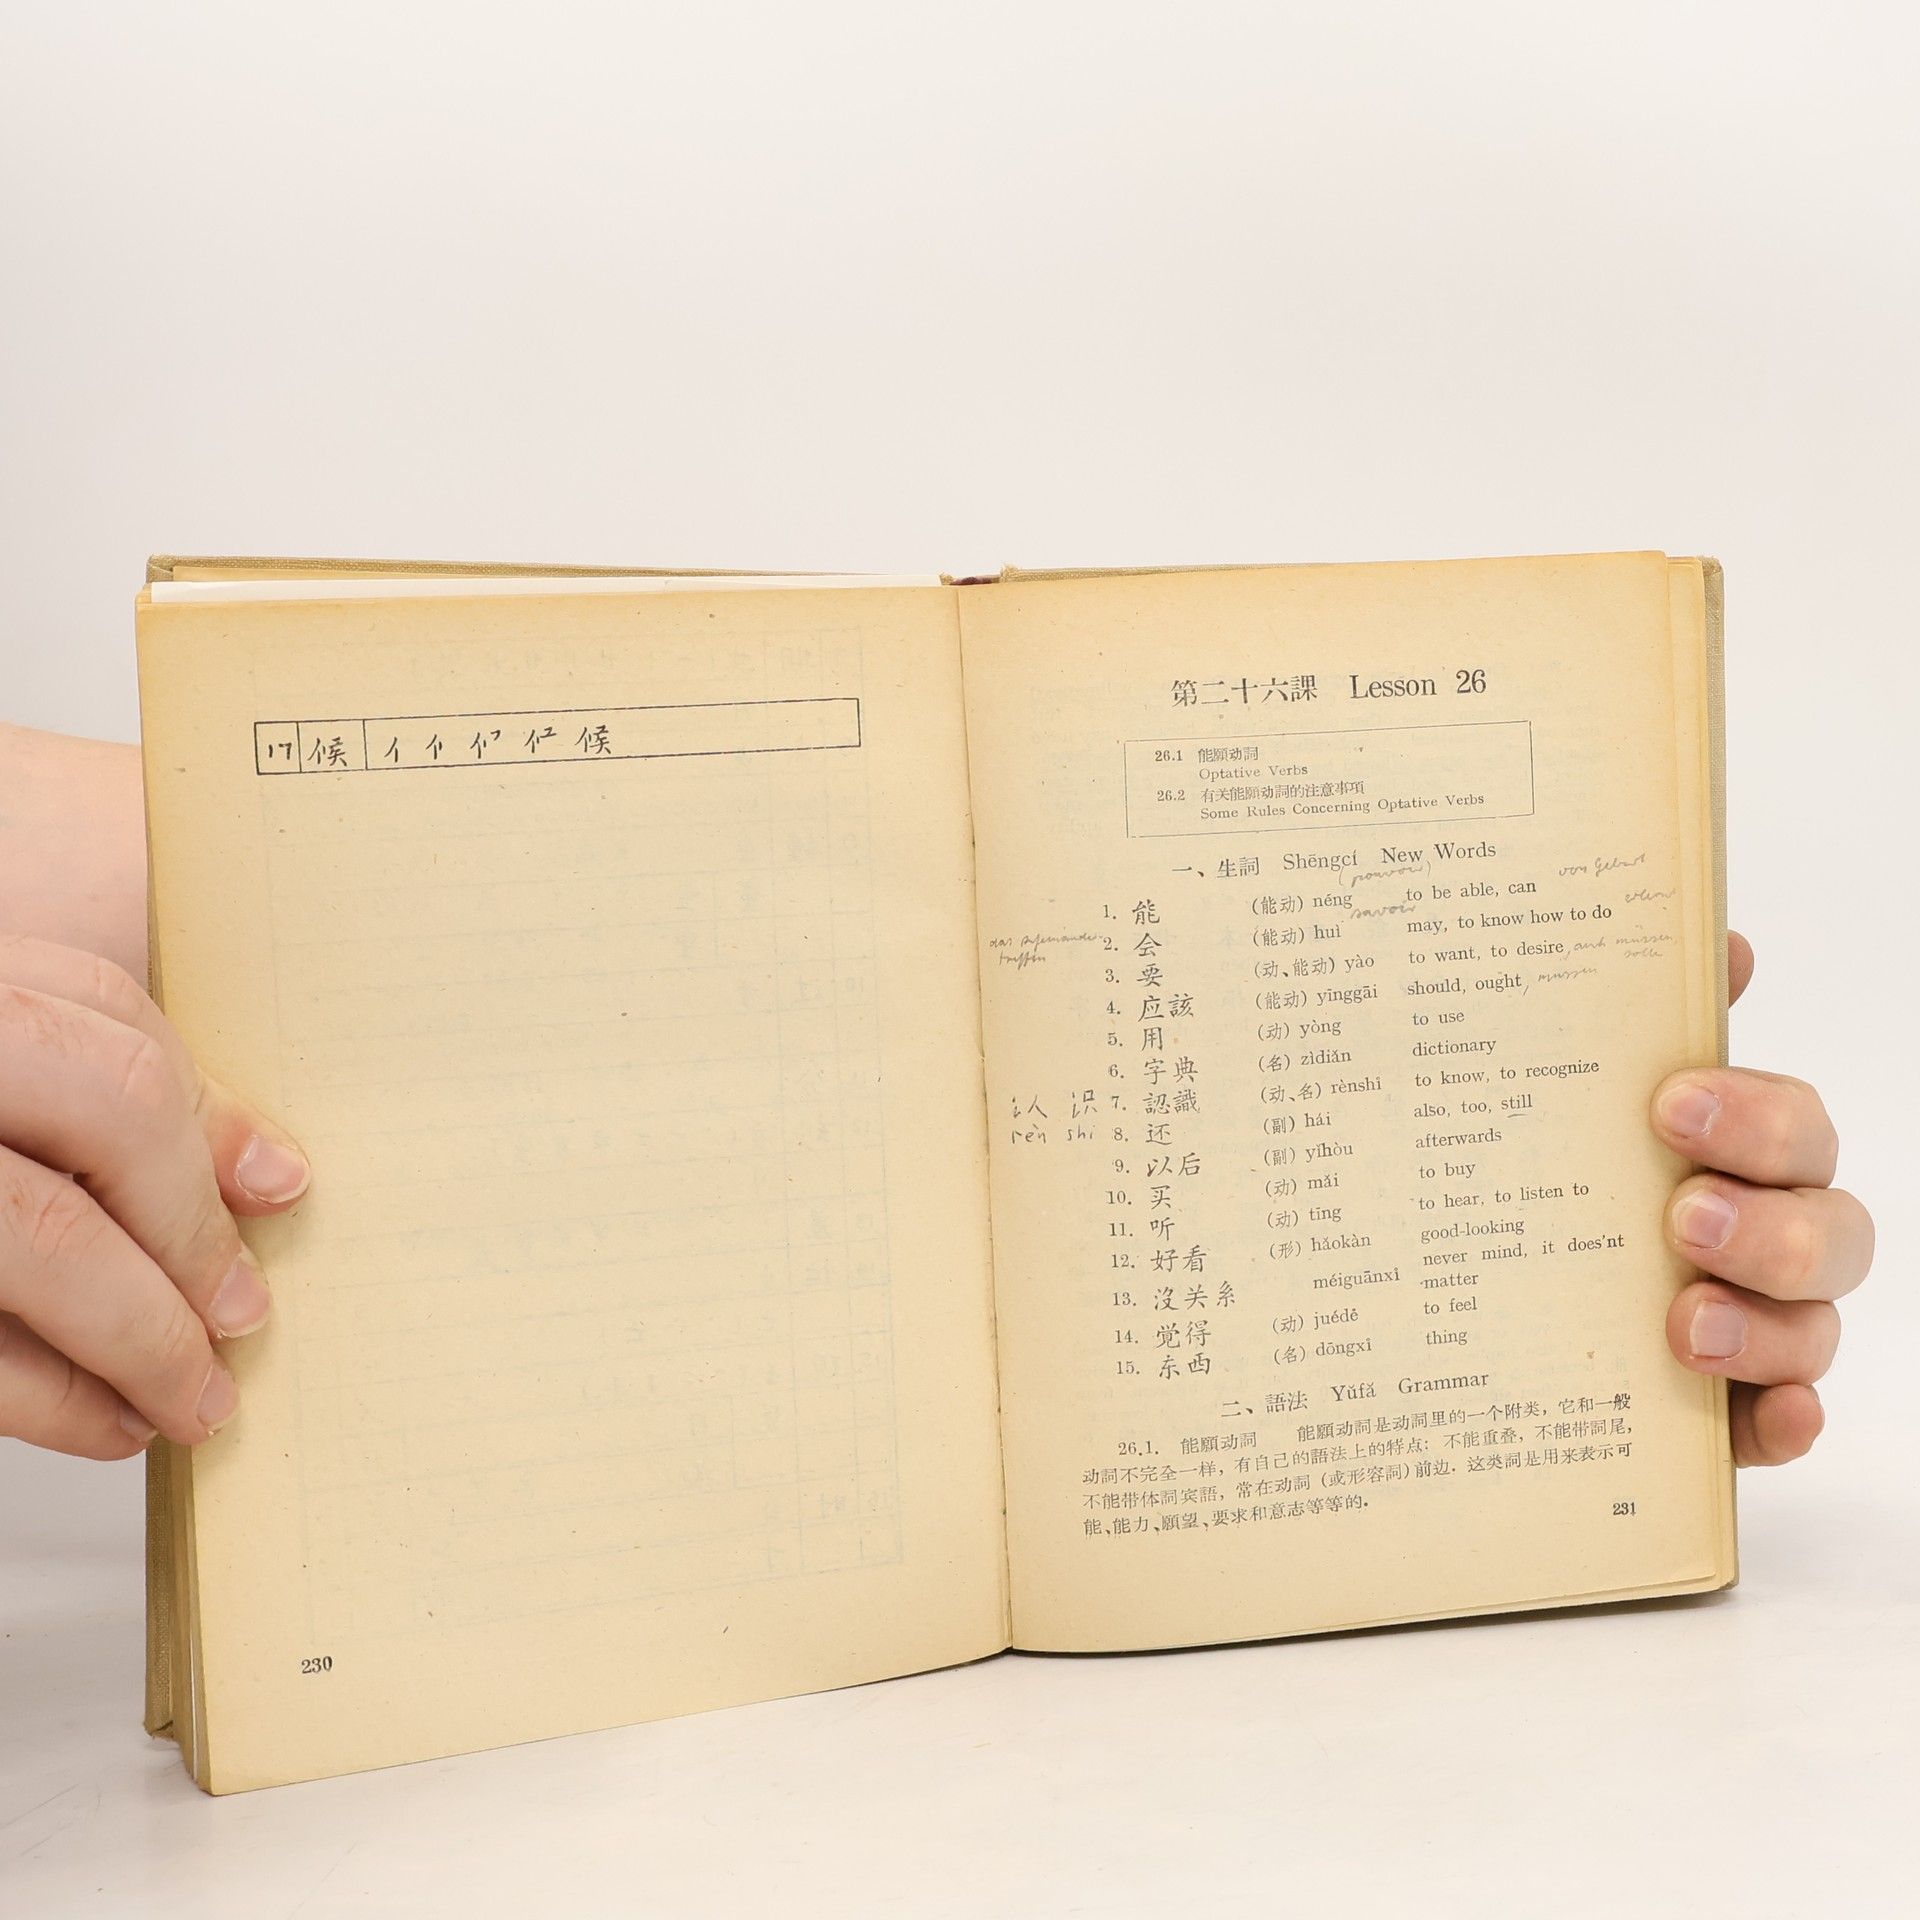 17 候 亻 亻 候
230
第二十六課 Lesson 26
26.1 能願动詞
Optative Verbs
26.2 有关能願动詞的注意事項
Some Rules Concerning Optative Verbs
一、生詞 Shēngcí New Words
(pouvoir) von Geburt
1. 能 (能动) néng to be able, can
savoir
2. 会 (能动) huì may, to know how to do
3. 要 (动、能动) yào to want, to desire, auch müssen,
4. 应該 (能动) yīnggāi should, ought, müssen
5. 用 (动) yòng to use
6. 字典 (名) zìdiǎn dictionary
认 识 7. 認識 (动、名) rènshi to know, to recognize
rèn shi 8. 还 (副) hái also, too, still
9. 以后 (副) yǐhòu afterwards
10. 买 (动) mǎi to buy
11. 听 (动) tīng to hear, to listen to
12. 好看 (形) hǎokàn good-looking
13. 沒关系 méiguānxi never mind, it does'nt
matter
14. 覚得 (动) juéde to feel
15. 东西 (名) dōngxi thing
二、語法 Yǔfǎ Grammar
26.1. 能願动詞 能願动詞是动詞里的一个附类，它和一般
动詞不完全一样，有自己的語法上的特点：不能重叠，不能带詞尾，
不能带体詞宾語，常在动詞（或形容詞）前边．这类詞是用来表示可
能、能力、願望、要求和意志等等的．
231